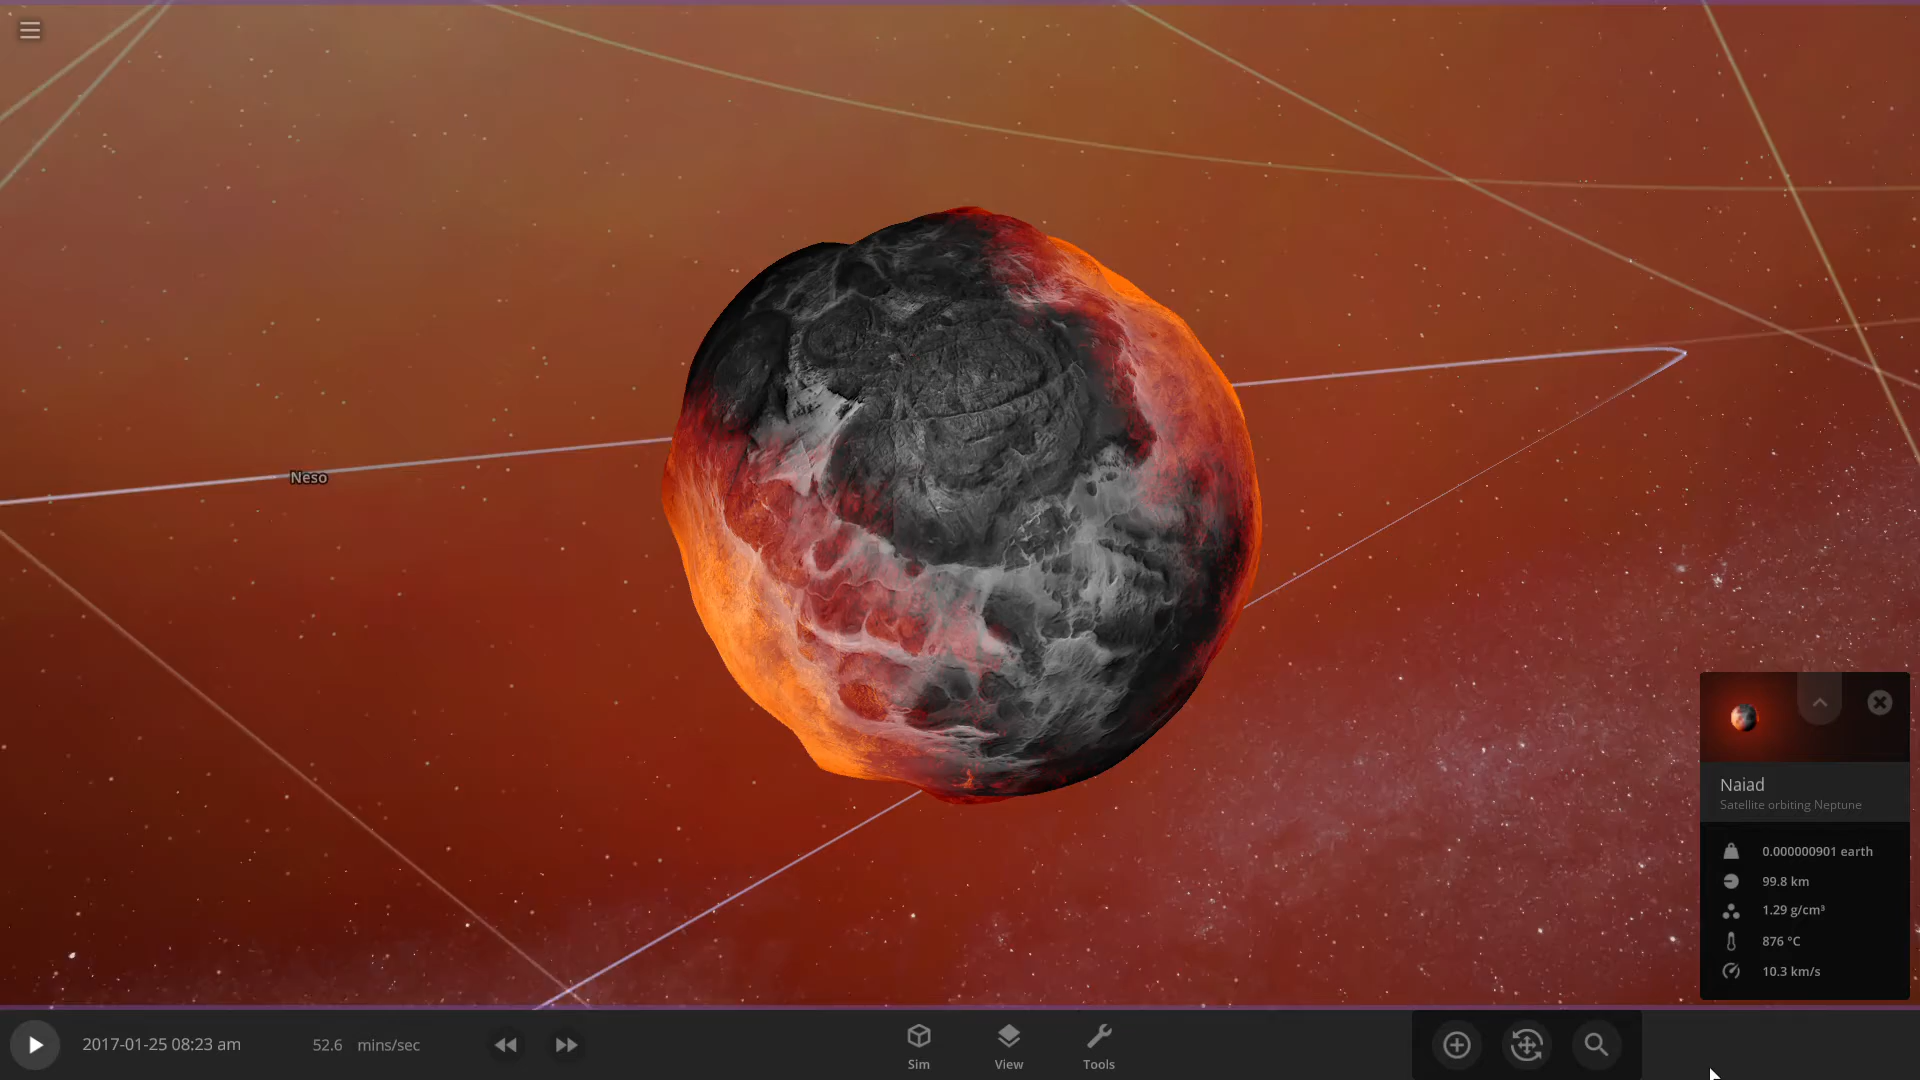 Neso
Naiad
Satellite orbiting Neptune
0.000000901 earth
99.8 km
1.29 g/cm³
876 °C
10.3 km/s
2017-01-25 08:23 am
52.6 mins/sec
Sim
View
Tools